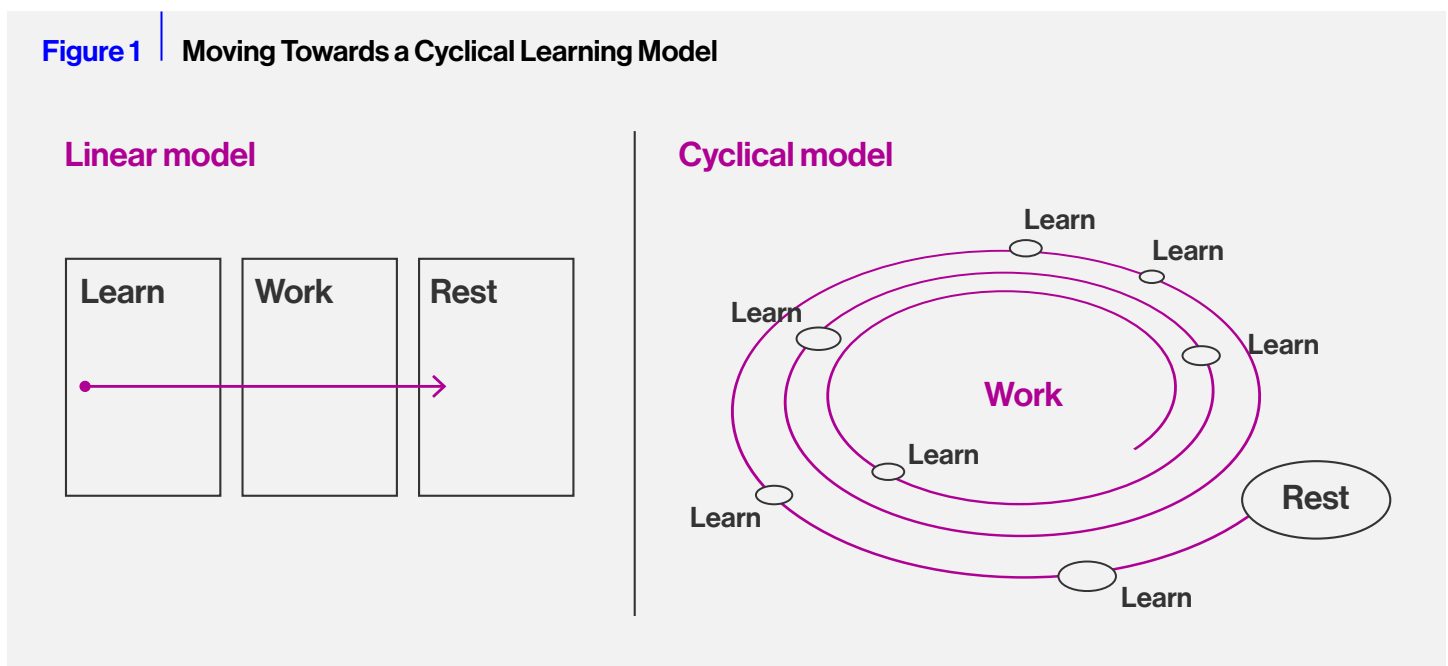 Figure 1 Moving Towards a Cyclical Learning Model
Linear model
Learn Work Rest
Cyclical model
Learn
Learn
Learn
Learn
Work
Learn
Learn
Rest
Learn